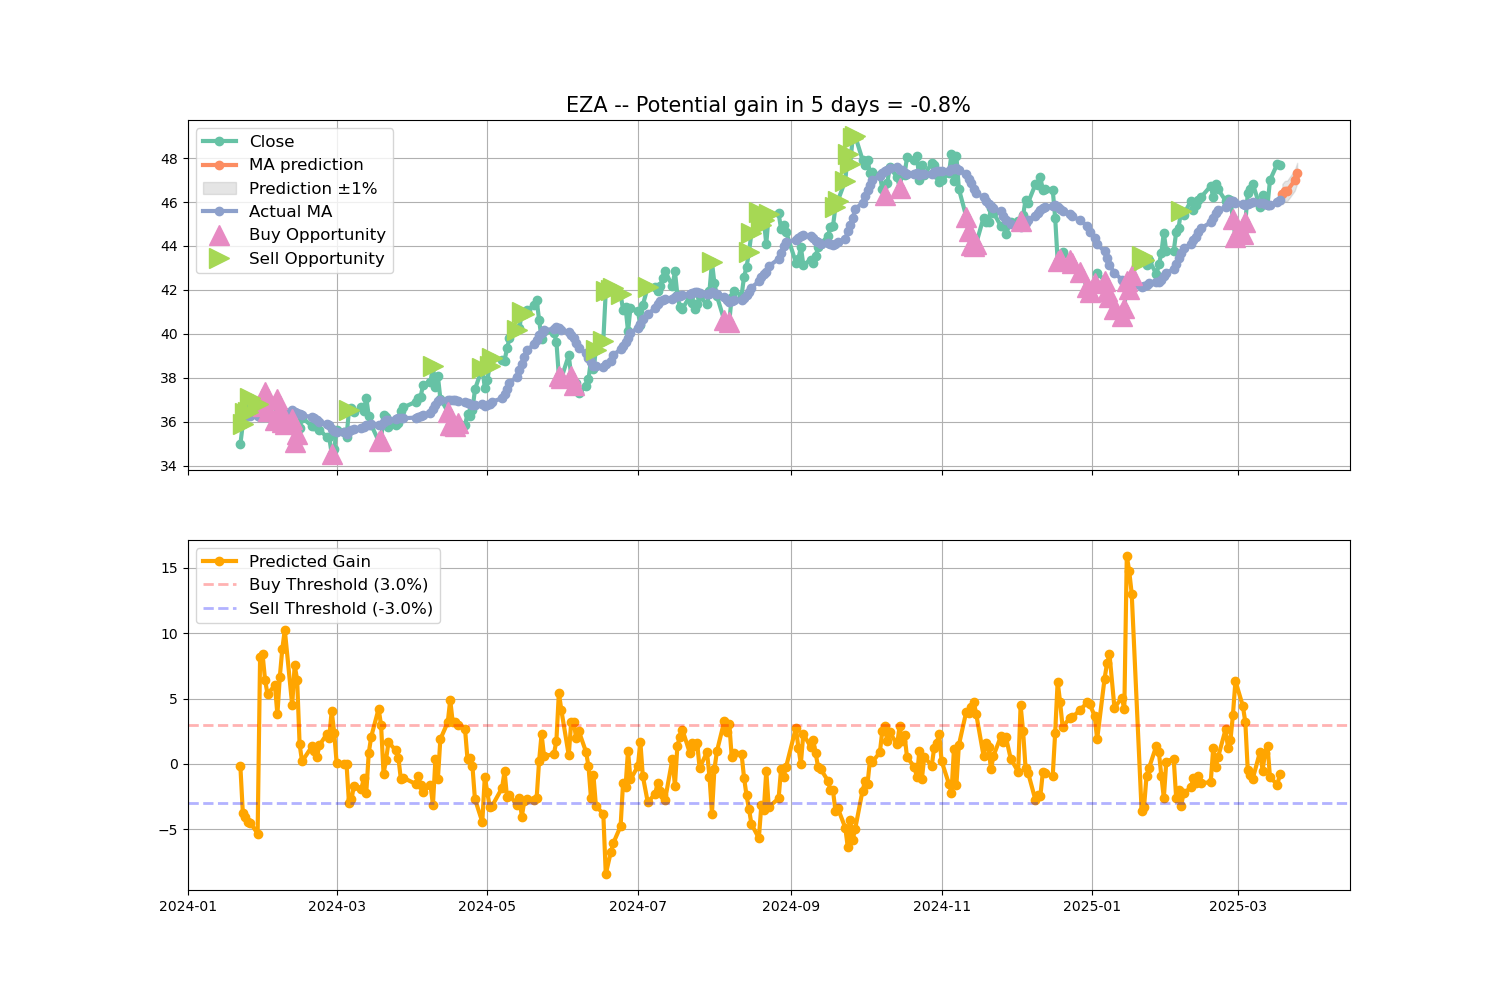 EZA -- Potential gain in 5 days = -0.8%
Close
MA prediction
Prediction ±1%
Actual MA
Buy Opportunity
Sell Opportunity
48
46
44
42
40
38
36
34
Predicted Gain
Buy Threshold (3.0%)
Sell Threshold (-3.0%)
15
10
5
0
−5
2024-01 2024-03 2024-05 2024-07 2024-09 2024-11 2025-01 2025-03